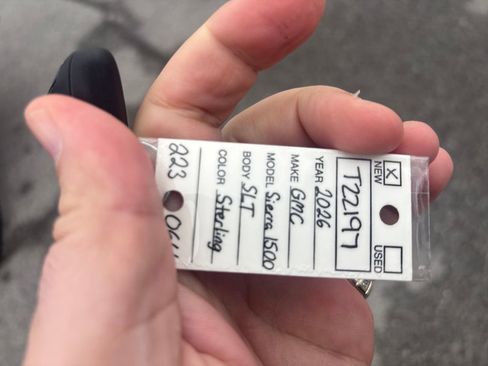 X NEW USED
T22197
YEAR 2026
MAKE GMC
MODEL Sierra 1500
BODY SLT
COLOR Sterling
223